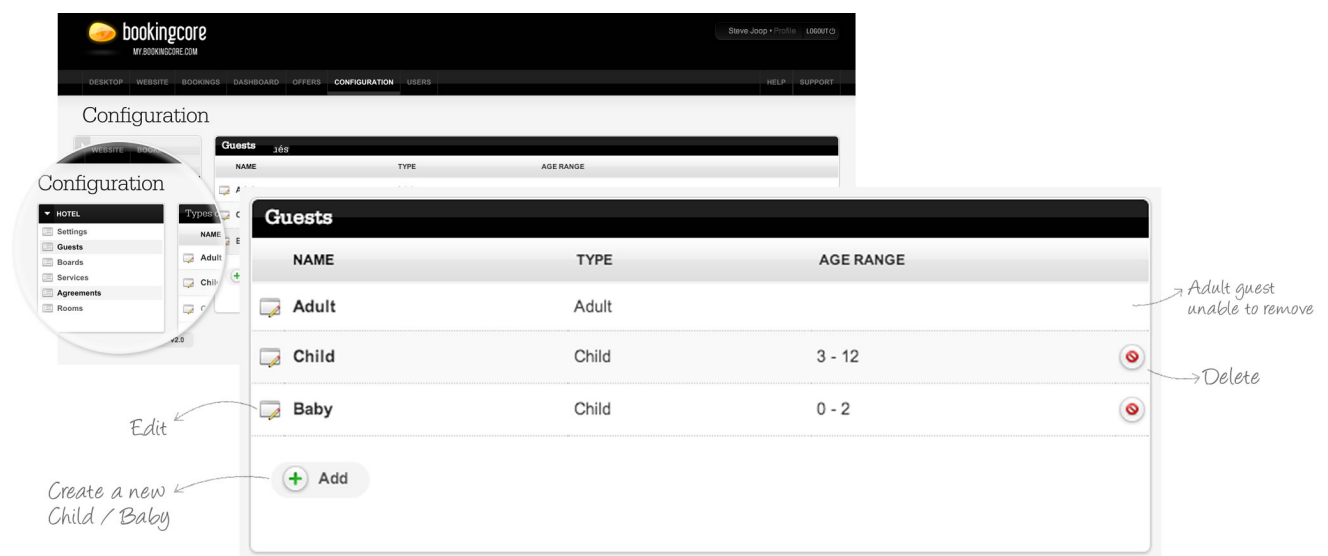 bookingcore
MY.BOOKINGCORE.COM
Steve Joop • Profile LOGOUT
DESKTOP WEBSITE BOOKINGS DASHBOARD OFFERS CONFIGURATION USERS HELP SUPPORT
Configuration
WEBSITE
Guests
NAME TYPE AGE RANGE
Configuration
HOTEL
Settings
Guests
Boards
Services
Agreements
Rooms
Types
NAME
Adult
Chil
v2.0
Guests
NAME TYPE AGE RANGE
Adult Adult
Child Child 3 - 12
Baby Child 0 - 2
Add
Adult guest
unable to remove
Delete
Edit
Create a new
Child / Baby